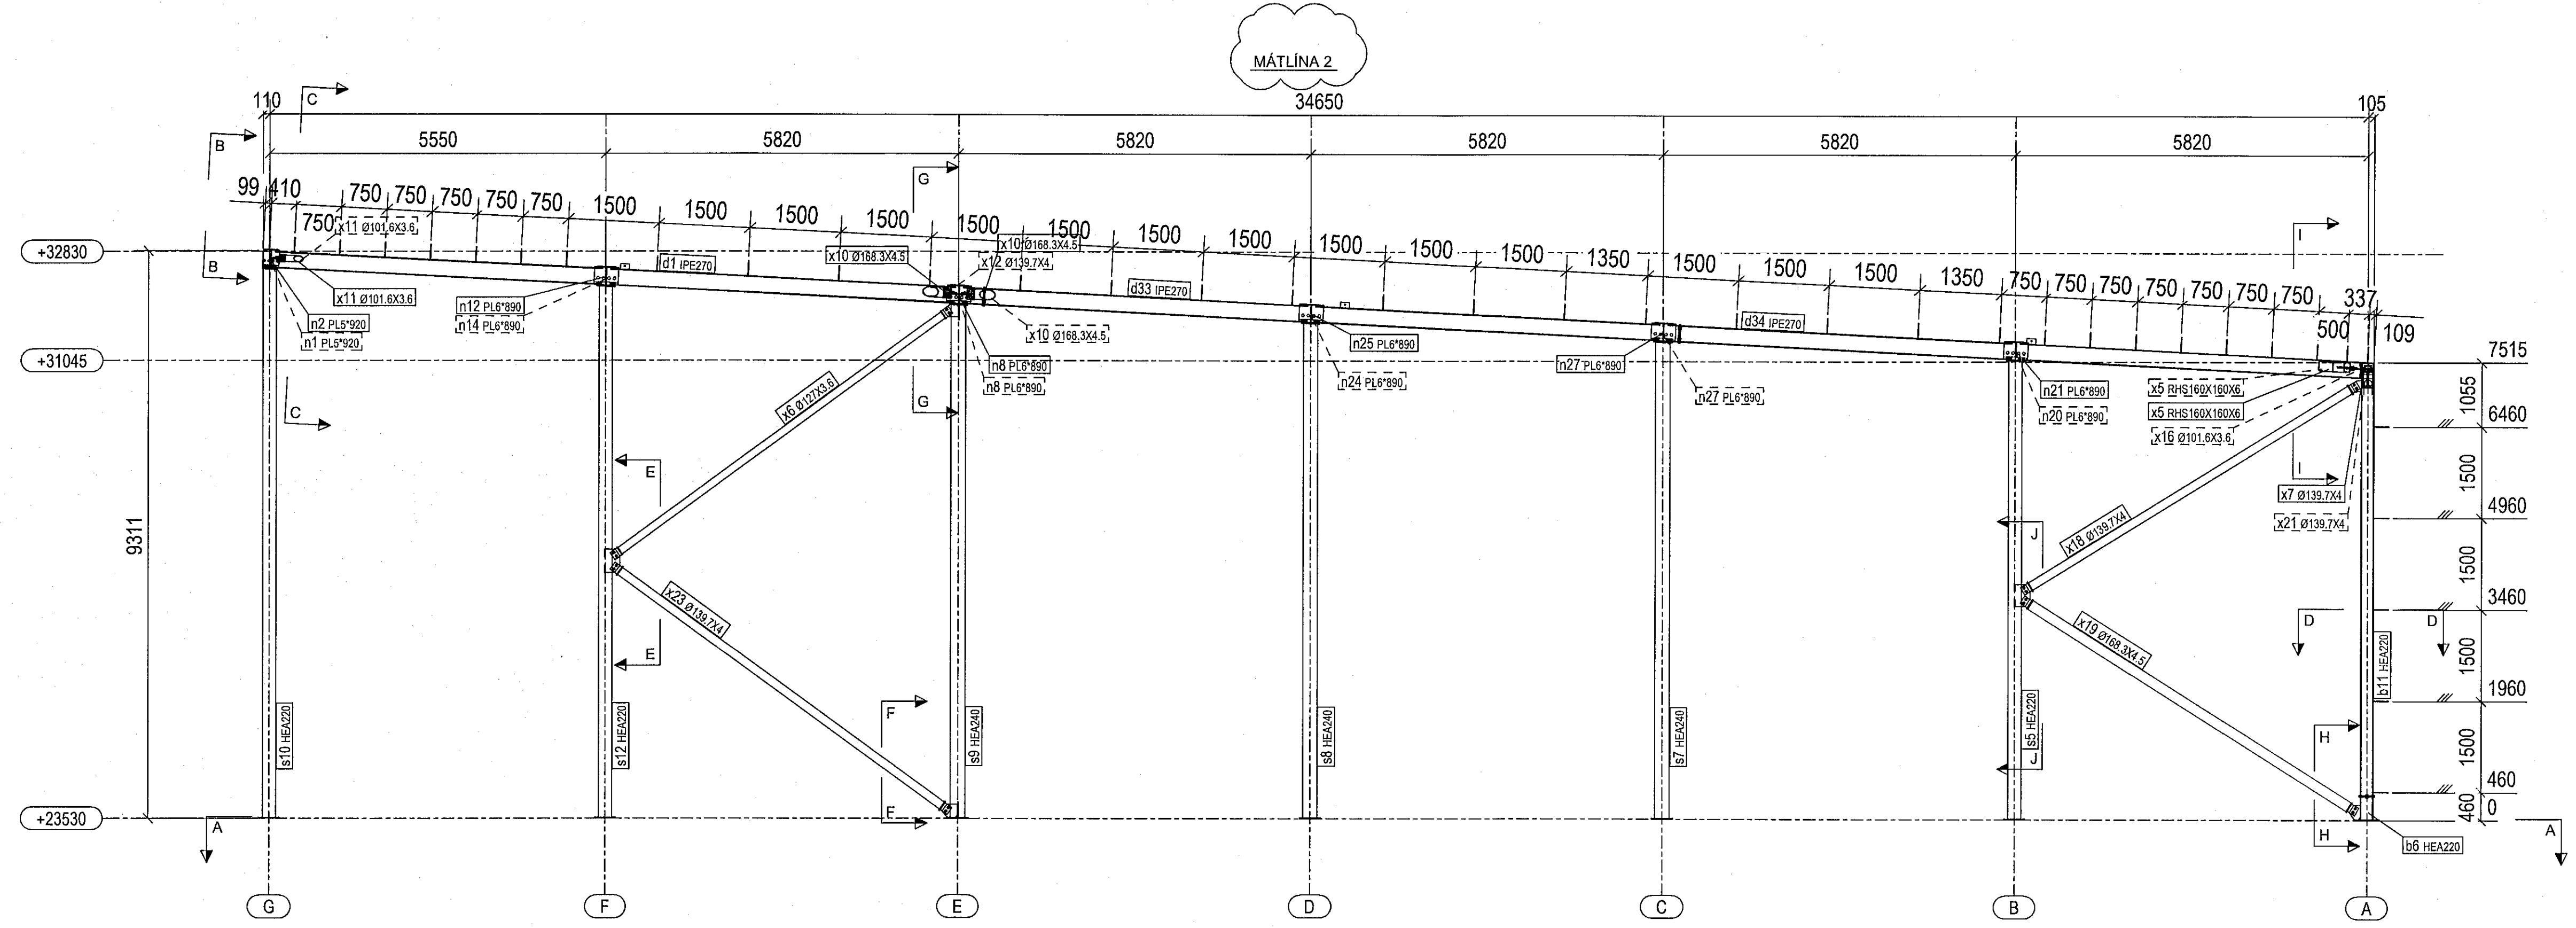 MÁTLÍNA 2
110
C
34650
105
B
5550
5820
5820
5820
5820
5820
G
99
410
750
750
750
750
750
750
1500
1500
1500
1500
1500
1500
1500
1500
1500
1500
1350
1500
1500
1500
1350
750
750
750
750
750
750
500
337
109
I
x11 Ø101.6X3.6
x10 Ø168.3X4.5
x10 Ø168.3X4.5
x12 Ø139.7X4
+32830
B
d1 IPE270
d33 IPE270
d34 IPE270
x11 Ø101.6X3.6
n2 PL5*920
n1 PL5*920
n12 PL6*890
n14 PL6*890
x10 Ø168.3X4.5
n8 PL6*890
n8 PL6*890
n25 PL6*890
n24 PL6*890
n27 PL6*890
n27 PL6*890
n21 PL6*890
n20 PL6*890
x5 RHS160X160X6
x5 RHS160X160X6
x16 Ø101.6X3.6
+31045
7515
1055
6460
C
G
x6 Ø127X3.6
E
I
x7 Ø139.7X4
x21 Ø139.7X4
1500
4960
9311
x18 Ø139.7X4
J
1500
3460
x23 Ø139.7X4
x19 Ø168.3X4.5
D
D
E
1500
b11 HEA220
1960
F
s10 HEA220
s12 HEA220
s9 HEA240
s8 HEA240
s7 HEA240
s5 HEA220
H
J
1500
460
F
460
0
+23530
A
H
b6 HEA220
A
G
F
E
D
C
B
A